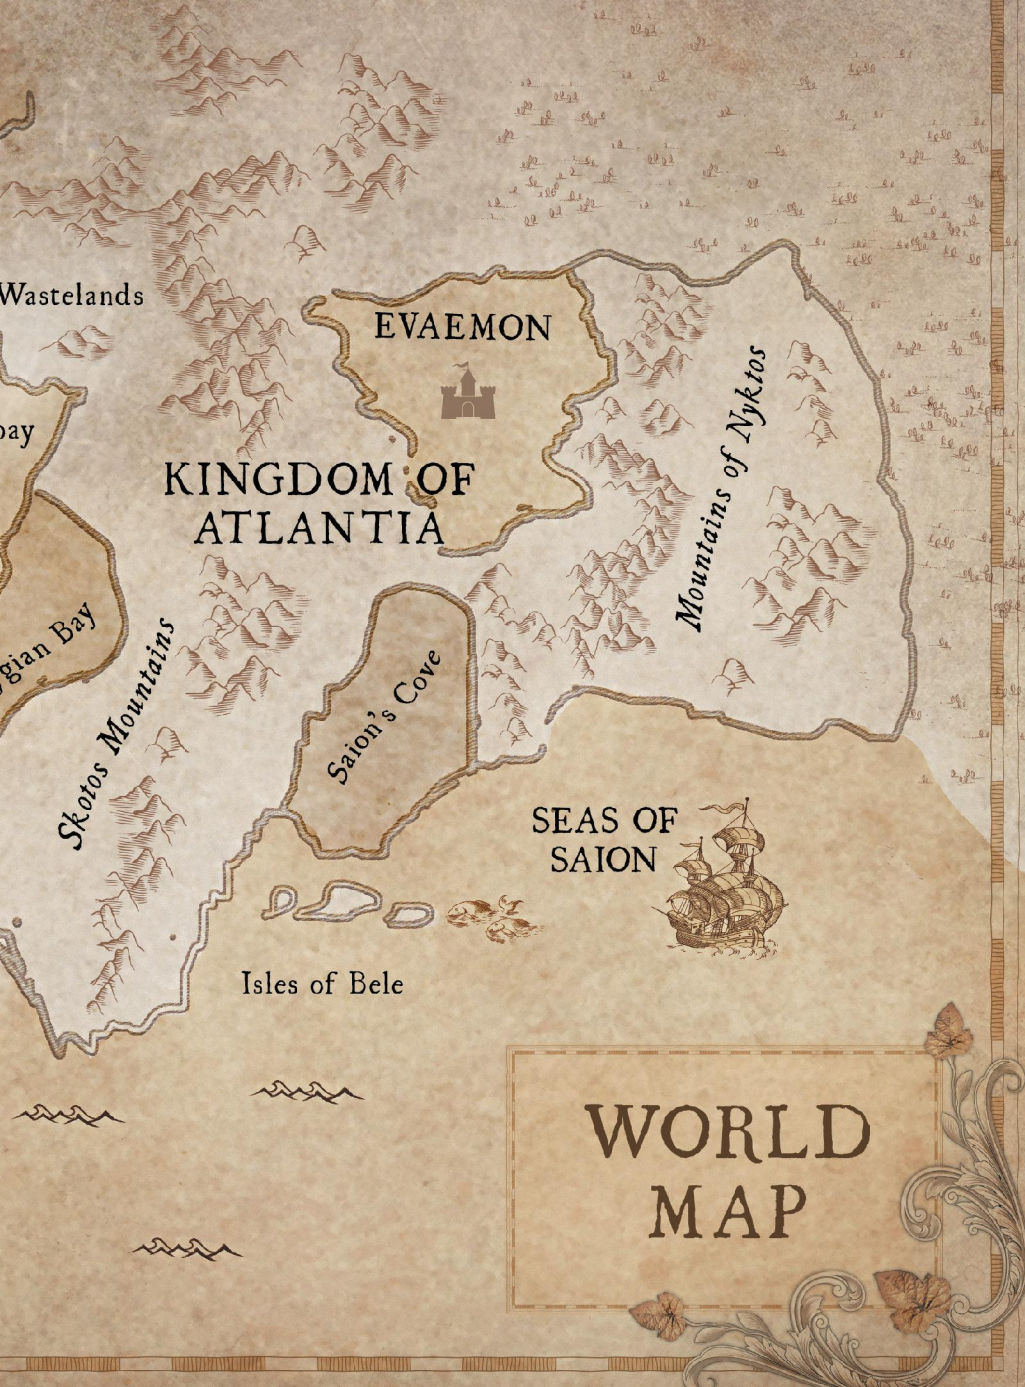 Wastelands
EVAEMON
KINGDOM OF
ATLANTIA
Mountains of Nyktos
Skotos Mountains
Saion's Cove
SEAS OF
SAION
Isles of Bele
Bay
WORLD
MAP